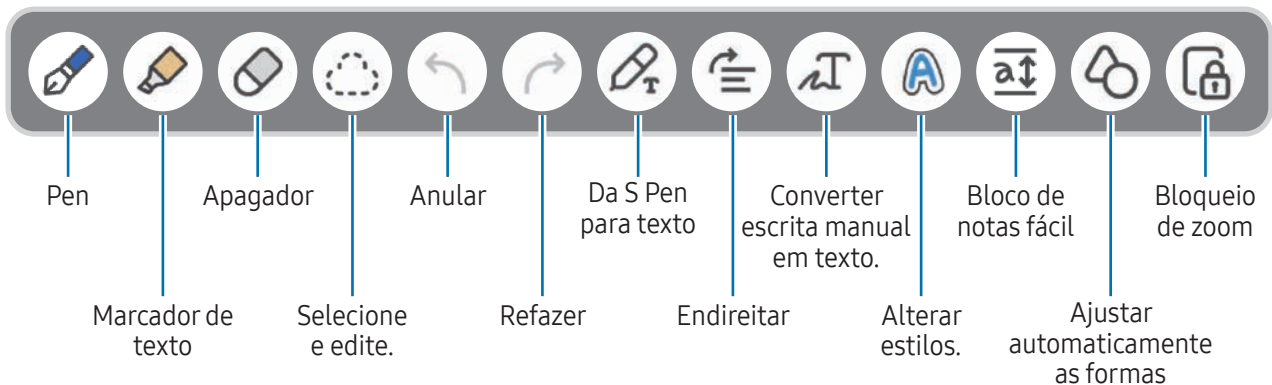 Pen
Apagador
Anular
Da S Pen
para texto
Converter
escrita manual
em texto.
Bloco de
notas fácil
Bloqueio
de zoom
Marcador de
texto
Selecione
e edite.
Refazer
Endireitar
Alterar
estilos.
Ajustar
automaticamente
as formas